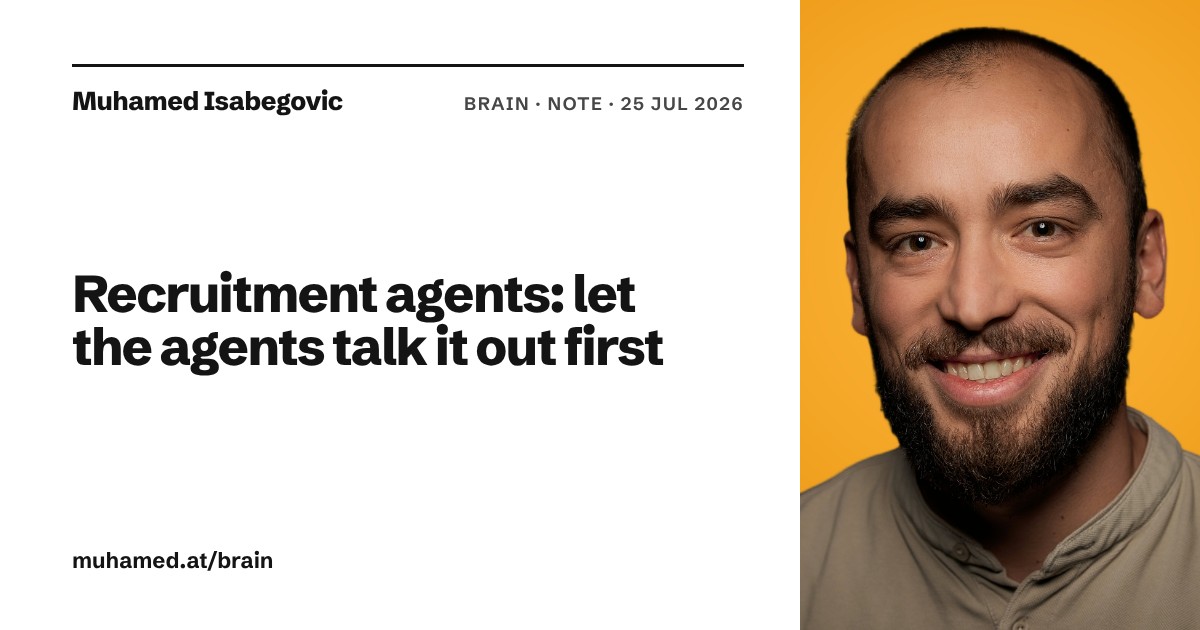 Muhamed Isabegovic
BRAIN · NOTE · 25 JUL 2026
Recruitment agents: let
the agents talk it out first
muhamed.at/brain